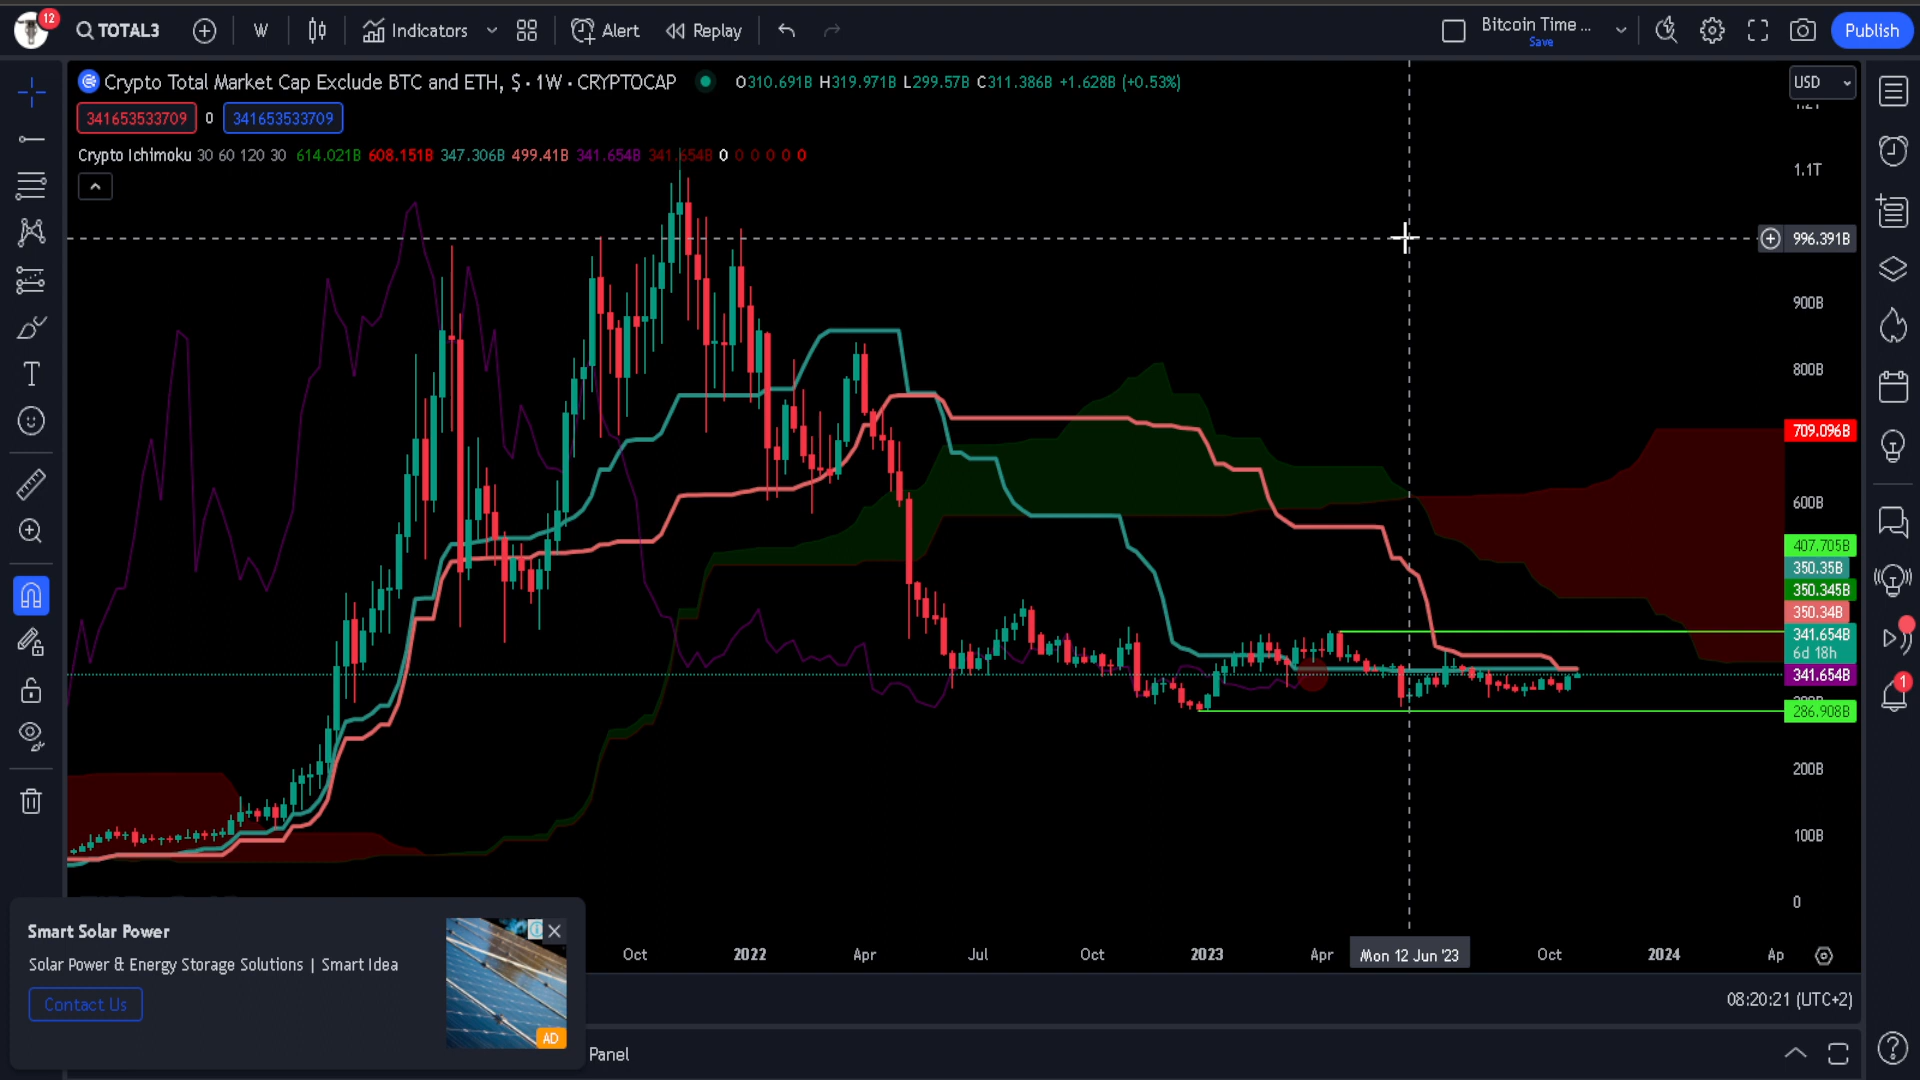 12
TOTAL3
W
Indicators
Alert
Replay
Bitcoin Time ...
Save
Publish
Crypto Total Market Cap Exclude BTC and ETH, $ · 1W · CRYPTOCAP
O310.691B H319.971B L299.57B C311.386B +1.628B (+0.53%)
USD
341653533709 0 341653533709
Crypto Ichimoku 30 60 120 30 614.021B 608.151B 347.306B 499.41B 341.654B 341.654B 0 0 0 0 0 0
1.1T
996.391B
900B
800B
709.096B
600B
407.705B
350.35B
350.345B
350.34B
341.654B
6d 18h
341.654B
286.908B
200B
100B
0
Oct 2022 Apr Jul Oct 2023 Apr Mon 12 Jun '23 Oct 2024 Ap
08:20:21 (UTC+2)
Smart Solar Power
Solar Power & Energy Storage Solutions | Smart Idea
Contact Us
AD
Panel
1